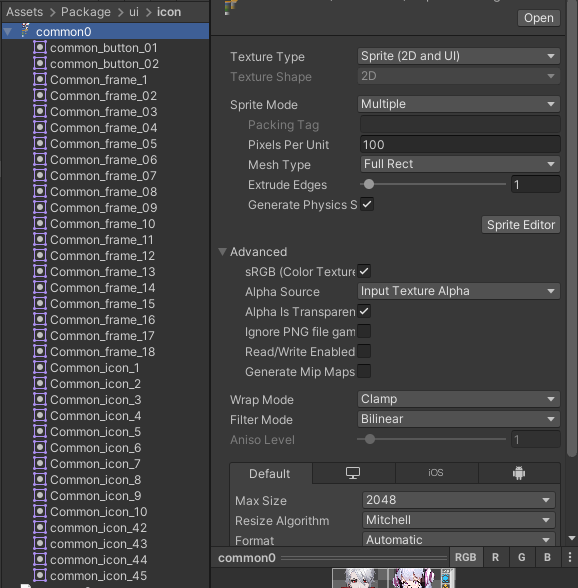 Assets > Package > ui > icon
common0
common_button_01
common_button_02
Common_frame_1
Common_frame_02
Common_frame_03
Common_frame_04
Common_frame_05
Common_frame_06
Common_frame_07
Common_frame_08
Common_frame_09
Common_frame_10
Common_frame_11
Common_frame_12
Common_frame_13
Common_frame_14
Common_frame_15
Common_frame_16
Common_frame_17
Common_frame_18
Common_icon_1
Common_icon_2
Common_icon_3
Common_icon_4
Common_icon_5
Common_icon_6
Common_icon_7
Common_icon_8
Common_icon_9
Common_icon_10
common_icon_42
common_icon_43
common_icon_44
common_icon_45
Open
Texture Type Sprite (2D and UI)
Texture Shape 2D
Sprite Mode Multiple
Packing Tag
Pixels Per Unit 100
Mesh Type Full Rect
Extrude Edges 1
Generate Physics S
Sprite Editor
Advanced
sRGB (Color Texture
Alpha Source Input Texture Alpha
Alpha Is Transparen
Ignore PNG file gam
Read/Write Enabled
Generate Mip Maps
Wrap Mode Clamp
Filter Mode Bilinear
Aniso Level 1
Default iOS
Max Size 2048
Resize Algorithm Mitchell
Format Automatic
common0 RGB R G B